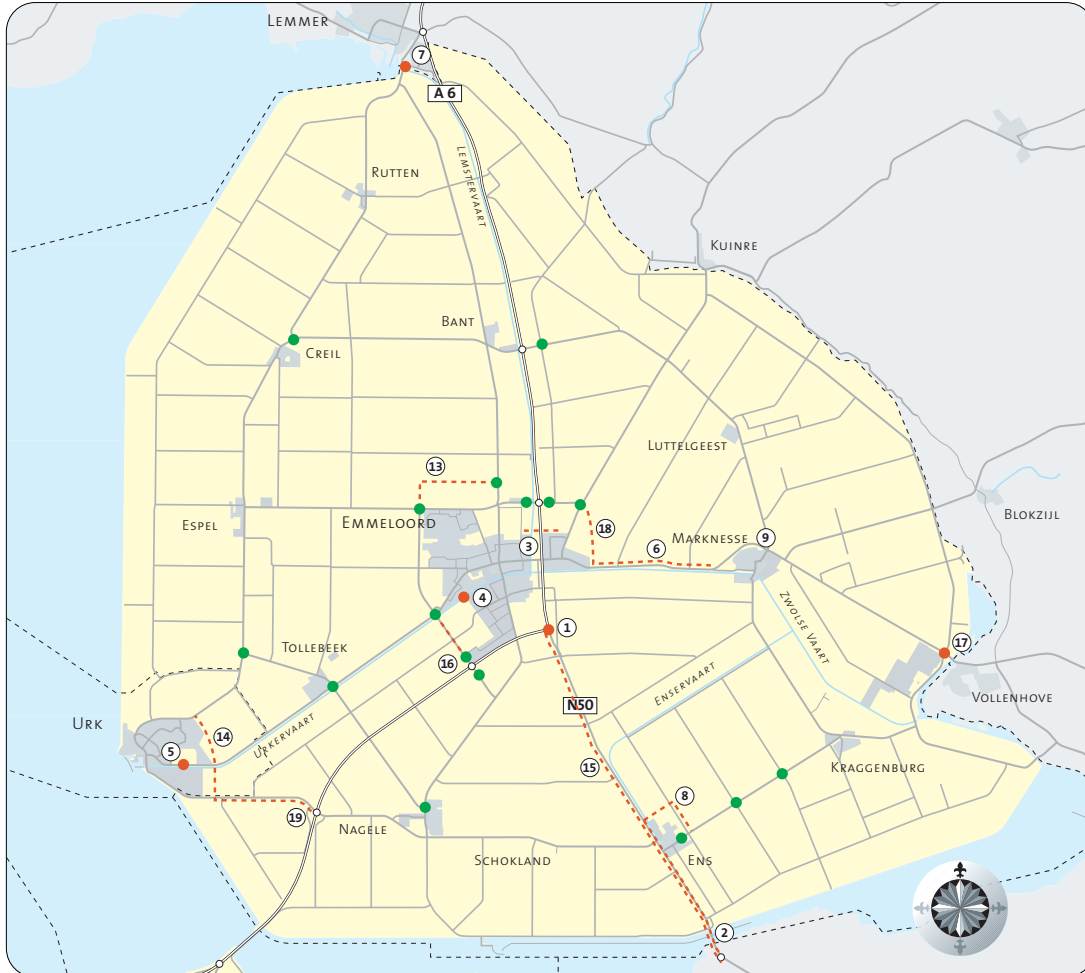 LEMMER
7
A 6
RUTTEN
LEMSTERVAART
KUINRE
BANT
CREIL
LUTTELGEEST
13
BLOKZIJL
ESPEL
EMMELOORD
18
MARKNESSE
9
3
6
4
ZWOLSE VAART
1
TOLLEBEEK
16
17
ENSERVAART
VOLLENHOVE
N50
URK
14
URKERVAART
5
15
KRAGGENBURG
8
19
NAGELE
SCHOKLAND
ENS
2